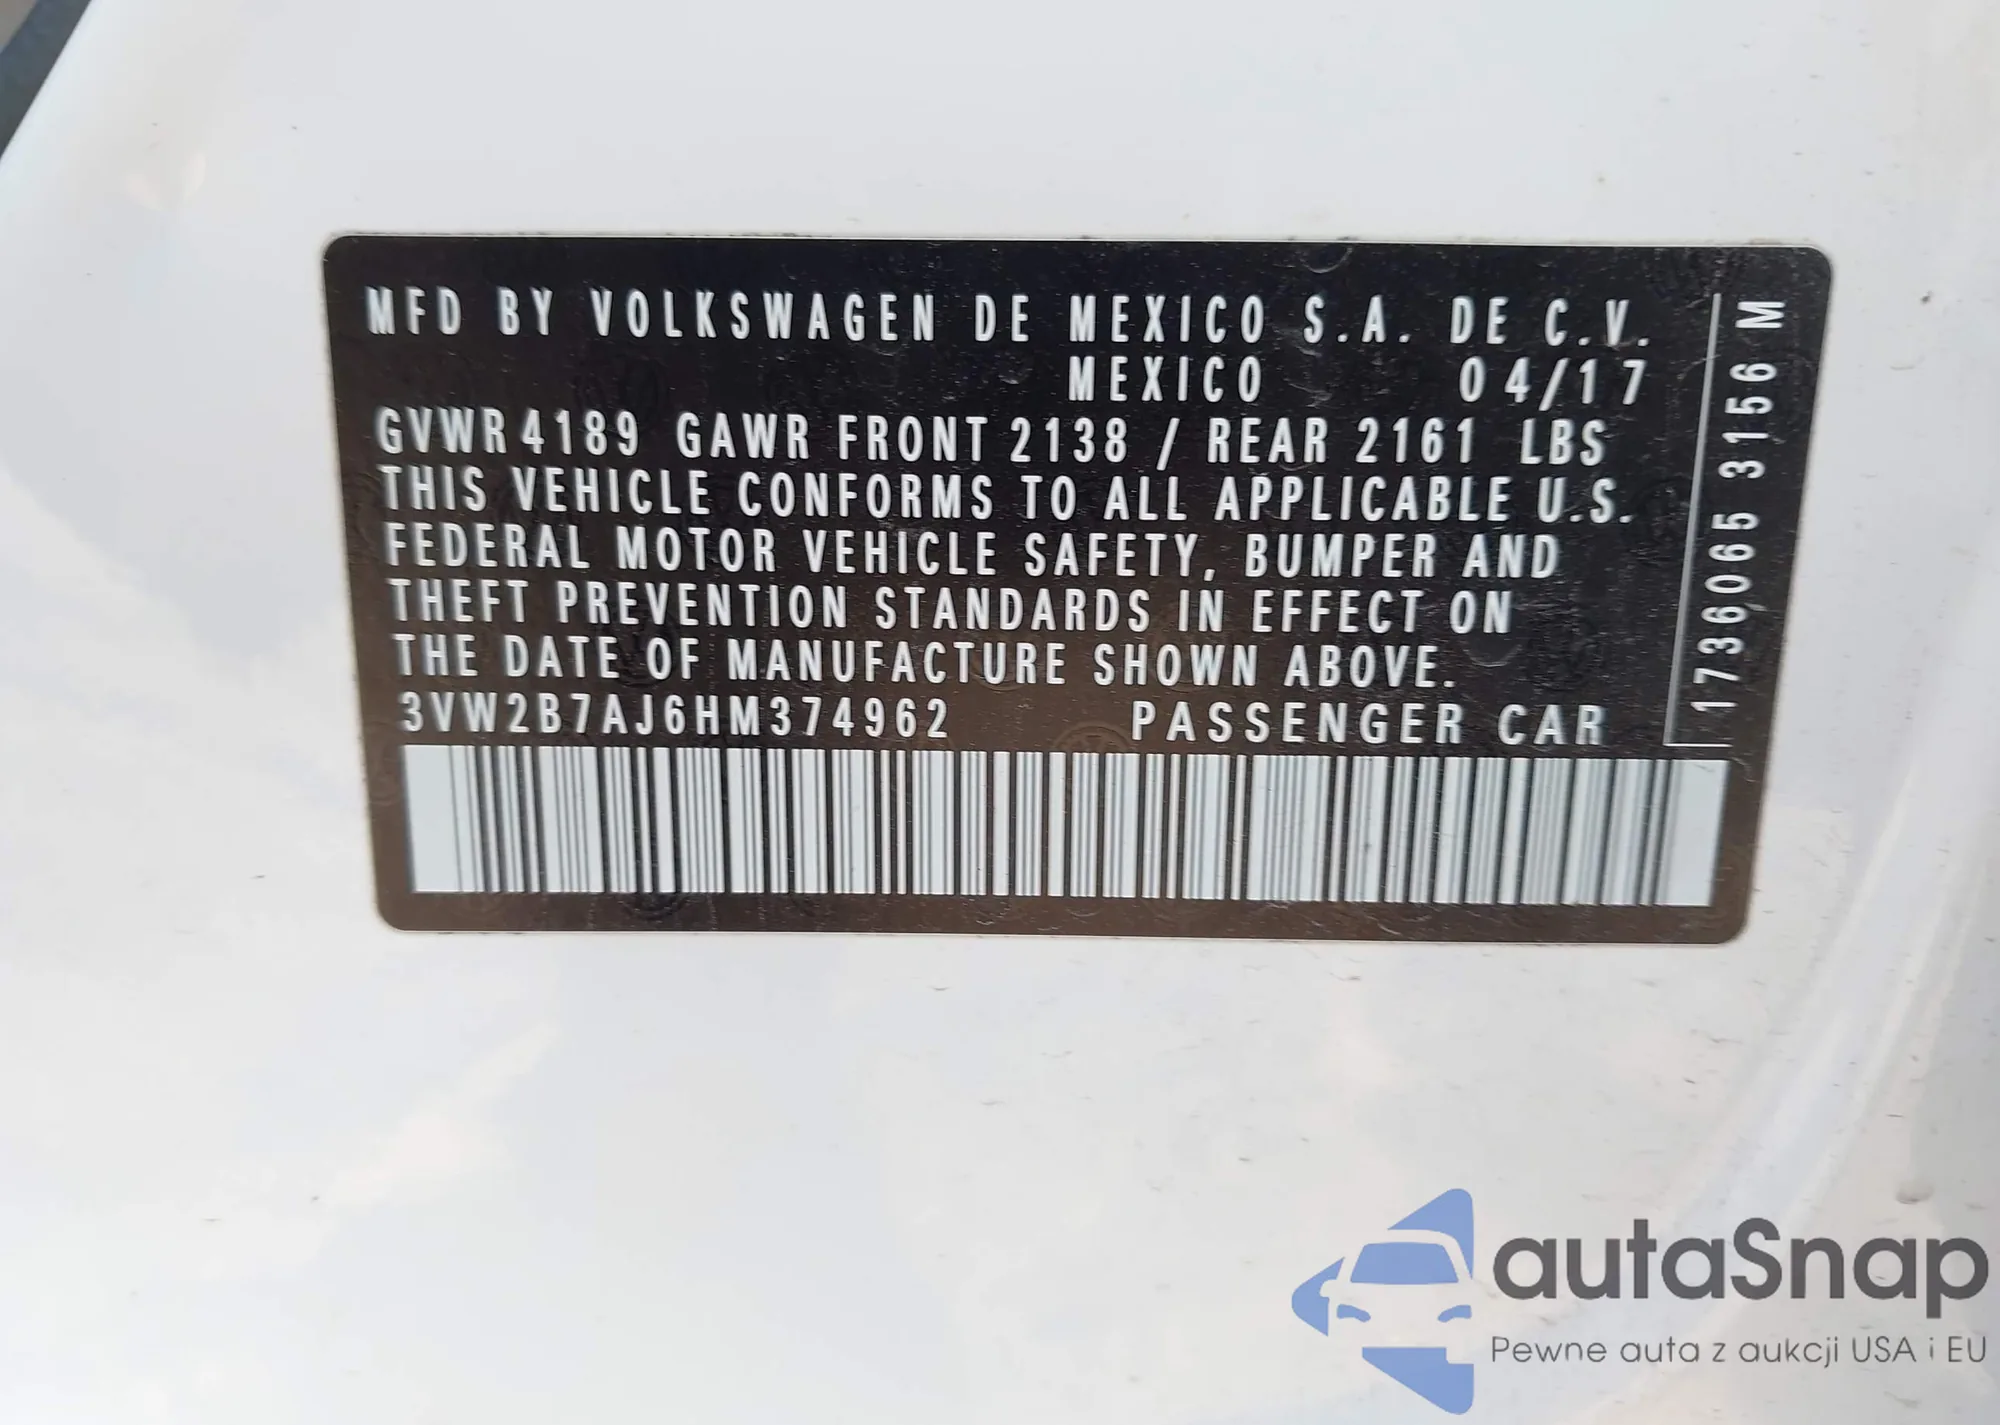 MFD BY VOLKSWAGEN DE MEXICO S.A. DE C.V.
MEXICO 04/17
GVWR 4189 GAWR FRONT 2138 / REAR 2161 LBS
THIS VEHICLE CONFORMS TO ALL APPLICABLE U.S.
FEDERAL MOTOR VEHICLE SAFETY, BUMPER AND
THEFT PREVENTION STANDARDS IN EFFECT ON
THE DATE OF MANUFACTURE SHOWN ABOVE.
3VW2B7AJ6HM374962 PASSENGER CAR
1736065 3156 M
autaSnap
Pewne auta z aukcji USA i EU